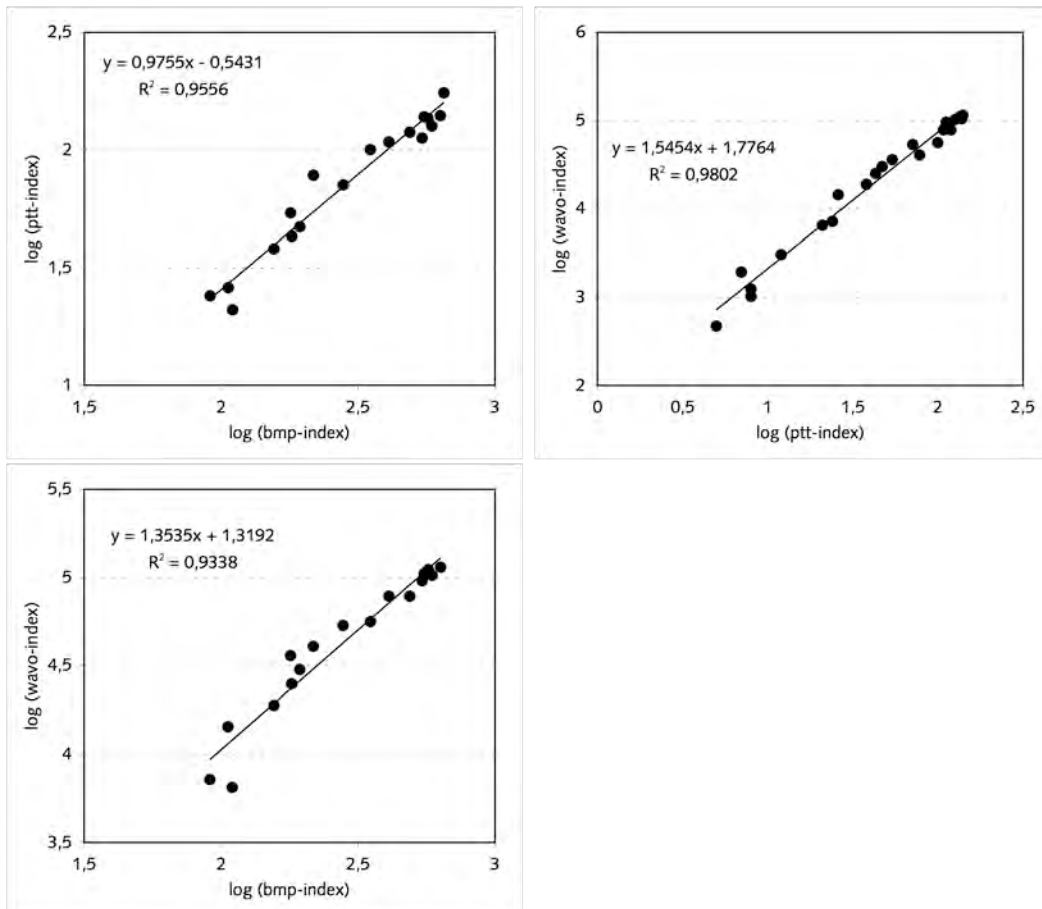 2,5
y = 0,9755x - 0,5431
R² = 0,9556
2
1,5
1
log (ptt-index)
1,5 2 2,5 3
log (bmp-index)
6
y = 1,5454x + 1,7764
R² = 0,9802
5
4
3
2
log (wavo-index)
0 0,5 1 1,5 2 2,5
log (ptt-index)
5,5
y = 1,3535x + 1,3192
R² = 0,9338
5
4,5
4
3,5
log (wavo-index)
1,5 2 2,5 3
log (bmp-index)